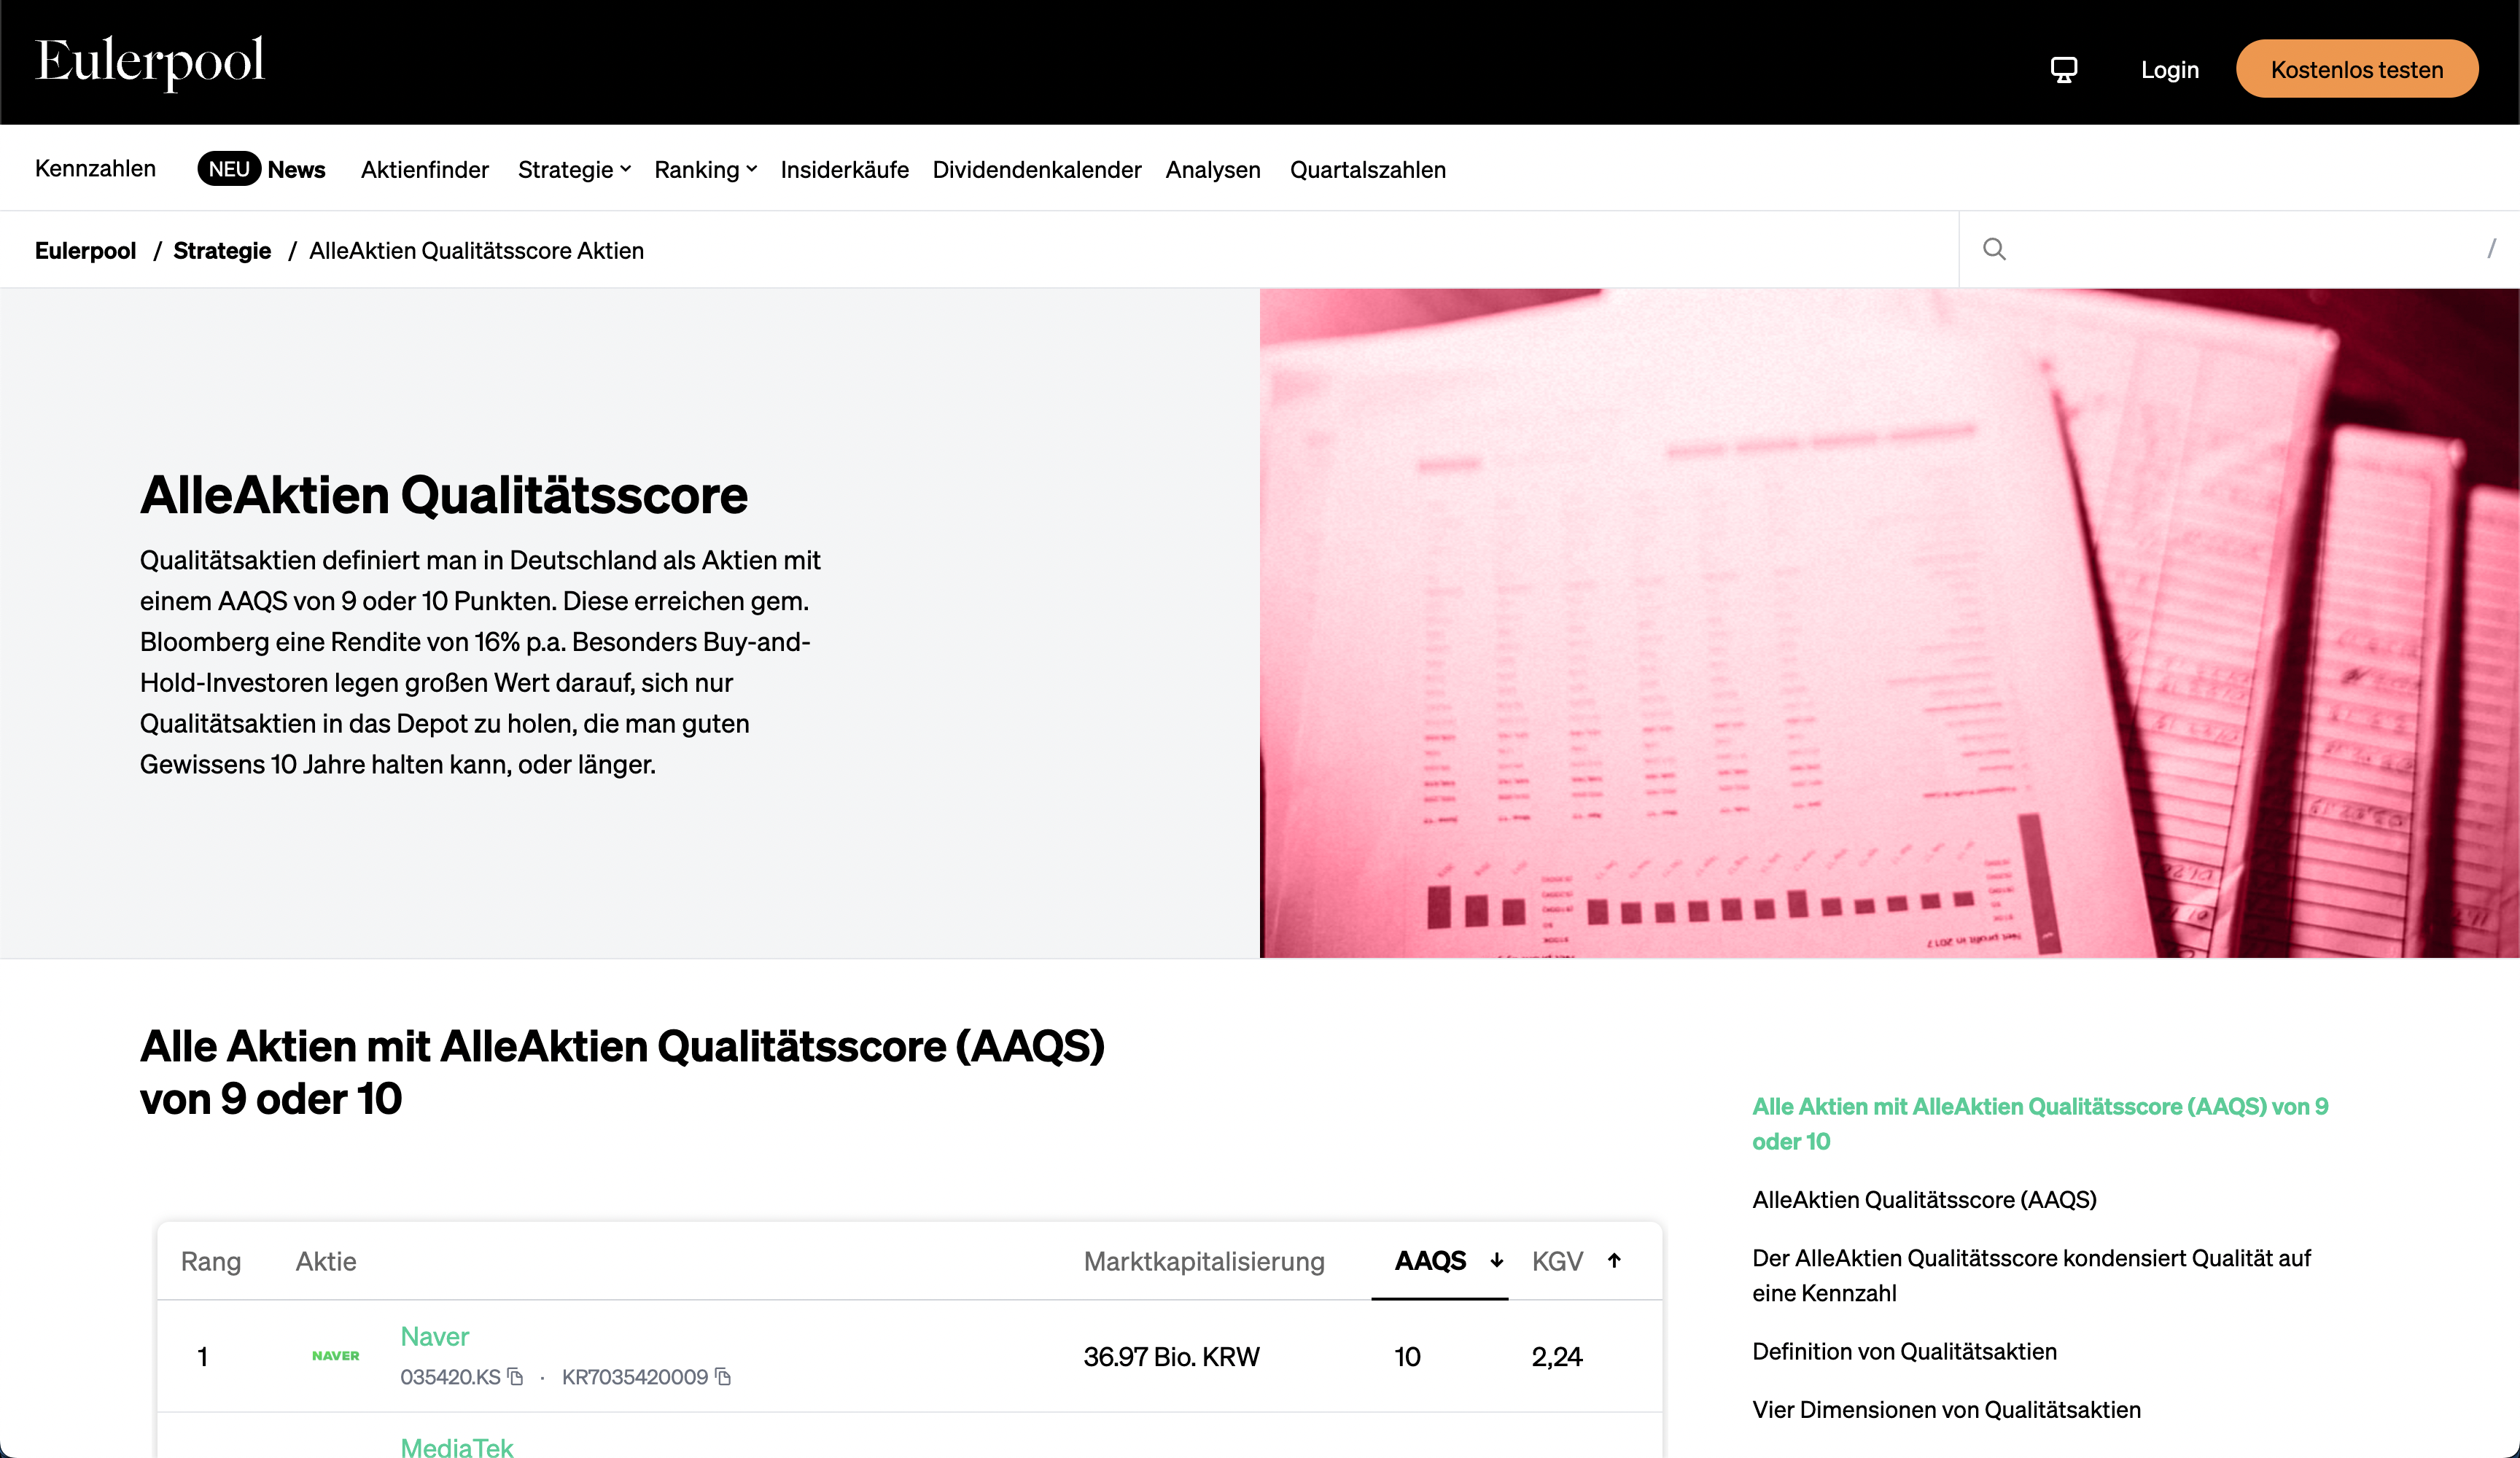 Eulerpool
Login
Kostenlos testen
Kennzahlen NEU News Aktienfinder Strategie Ranking Insiderkäufe Dividendenkalender Analysen Quartalszahlen
Eulerpool / Strategie / AlleAktien Qualitätsscore Aktien
/
AlleAktien Qualitätsscore
Qualitätsaktien definiert man in Deutschland als Aktien mit
einem AAQS von 9 oder 10 Punkten. Diese erreichen gem.
Bloomberg eine Rendite von 16% p.a. Besonders Buy-and-
Hold-Investoren legen großen Wert darauf, sich nur
Qualitätsaktien in das Depot zu holen, die man guten
Gewissens 10 Jahre halten kann, oder länger.
Net profit in 2017
Alle Aktien mit AlleAktien Qualitätsscore (AAQS)
von 9 oder 10
Rang Aktie Marktkapitalisierung AAQS ↓ KGV ↑
1 NAVER Naver 36.97 Bio. KRW 10 2,24
035420.KS · KR7035420009
MediaTek
Alle Aktien mit AlleAktien Qualitätsscore (AAQS) von 9
oder 10
AlleAktien Qualitätsscore (AAQS)
Der AlleAktien Qualitätsscore kondensiert Qualität auf
eine Kennzahl
Definition von Qualitätsaktien
Vier Dimensionen von Qualitätsaktien